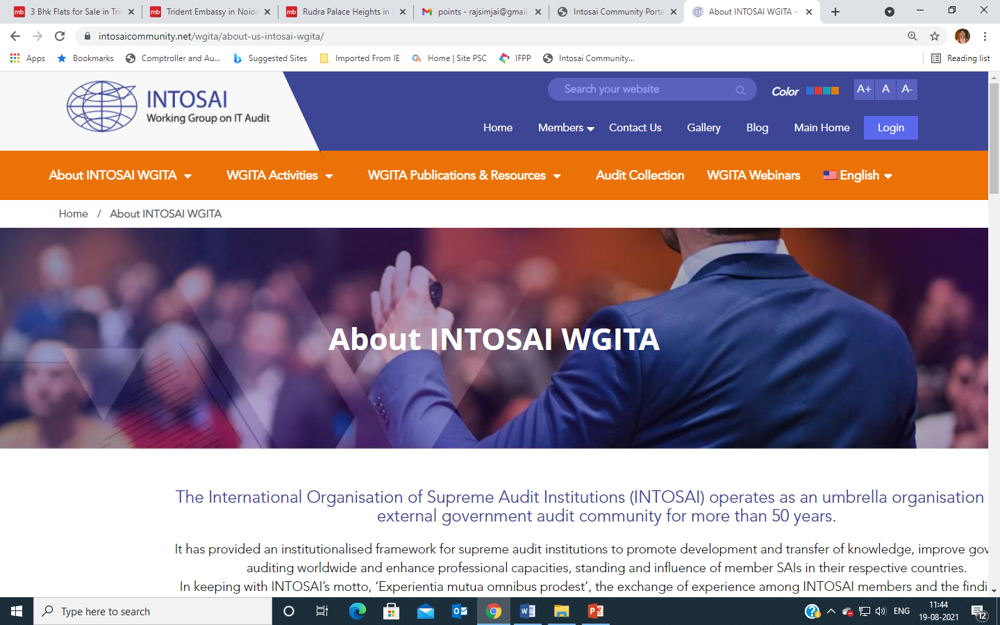 3 Bhk Flats for Sale in Tri
Trident Embassy in Noida
Rudra Palace Heights in
points - rajsimjai@gmail.
Intosai Community Porta
About INTOSAI WGITA –
intosaicommunity.net/wgita/about-us-intosai-wgita/
Apps
Bookmarks
Comptroller and Au...
Suggested Sites
Imported From IE
Home | Site PSC
IFPP
Intosai Community...
Reading list
INTOSAI
Working Group on IT Audit
Search your website
Color
A+ A A-
Home Members Contact Us Gallery Blog Main Home Login
About INTOSAI WGITA WGITA Activities WGITA Publications & Resources Audit Collection WGITA Webinars English
Home / About INTOSAI WGITA
About INTOSAI WGITA
The International Organisation of Supreme Audit Institutions (INTOSAI) operates as an umbrella organisation
external government audit community for more than 50 years.
It has provided an institutionalised framework for supreme audit institutions to promote development and transfer of knowledge, improve gov
auditing worldwide and enhance professional capacities, standing and influence of member SAIs in their respective countries.
In keeping with INTOSAI's motto, 'Experientia mutua omnibus prodest', the exchange of experience among INTOSAI members and the findi
Type here to search
ENG
11:44
19-08-2021
12